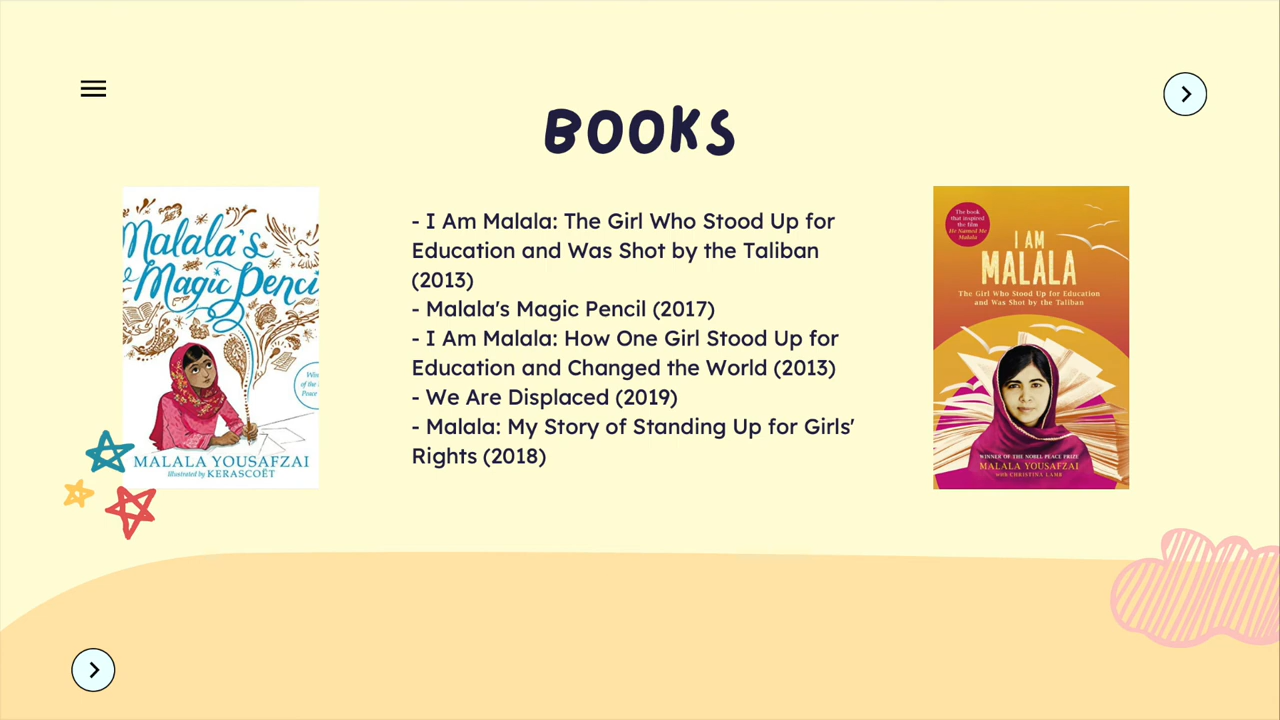 BOOKS
Malala's
Magic Penci
MALALA YOUSAFZAI
Illustrated by KERASCOËT
- I Am Malala: The Girl Who Stood Up for
Education and Was Shot by the Taliban
(2013)
- Malala's Magic Pencil (2017)
- I Am Malala: How One Girl Stood Up for
Education and Changed the World (2013)
- We Are Displaced (2019)
- Malala: My Story of Standing Up for Girls'
Rights (2018)
The book
that inspired
the film
He Named Me
Malala
I AM
MALALA
The Girl Who Stood Up for Education
and Was Shot by the Taliban
WINNER OF THE NOBEL PEACE PRIZE
MALALA YOUSAFZAI
with CHRISTINA LAMB